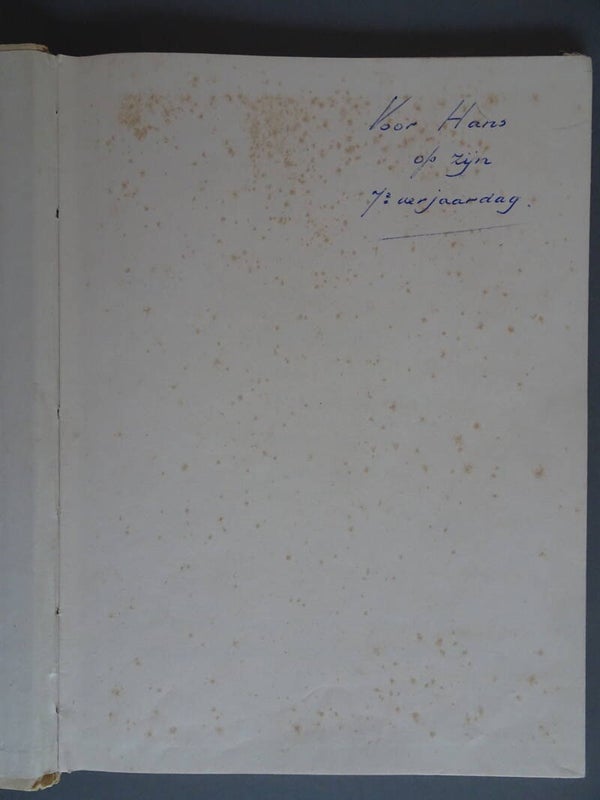 Voor Hans
op zijn
7e verjaardag.